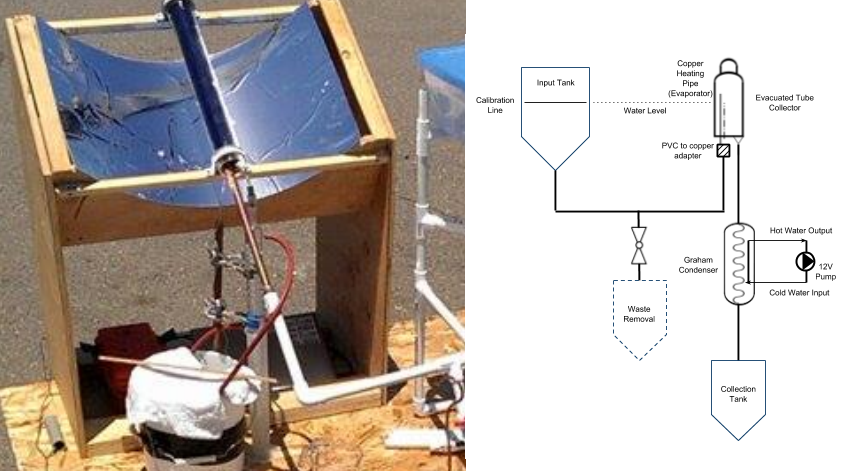 Copper
Heating
Pipe
(Evaporator)
Input Tank
Calibration
Line
Water Level
Evacuated Tube
Collector
PVC to copper
adapter
Hot Water Output
Graham
Condenser
12V
Pump
Cold Water Input
Waste
Removal
Collection
Tank